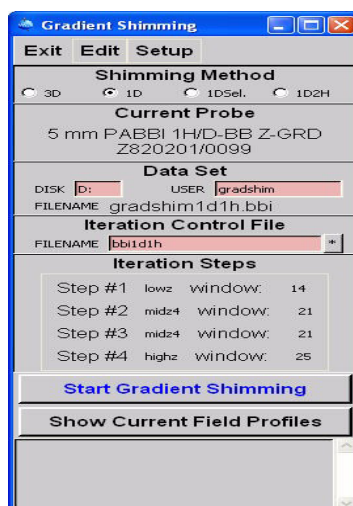 Gradient Shimming
Exit Edit Setup
Shimming Method
3D 1D 1DSel. 1D2H
Current Probe
5 mm PABBI 1H/D-BB Z-GRD
Z820201/0099
Data Set
DISK D: USER gradshim
FILENAME gradshim1d1h.bbi
Iteration Control File
FILENAME bbi1d1h *
Iteration Steps
Step #1 lowz window: 14
Step #2 midz4 window: 21
Step #3 midz4 window: 21
Step #4 highz window: 25
Start Gradient Shimming
Show Current Field Profiles